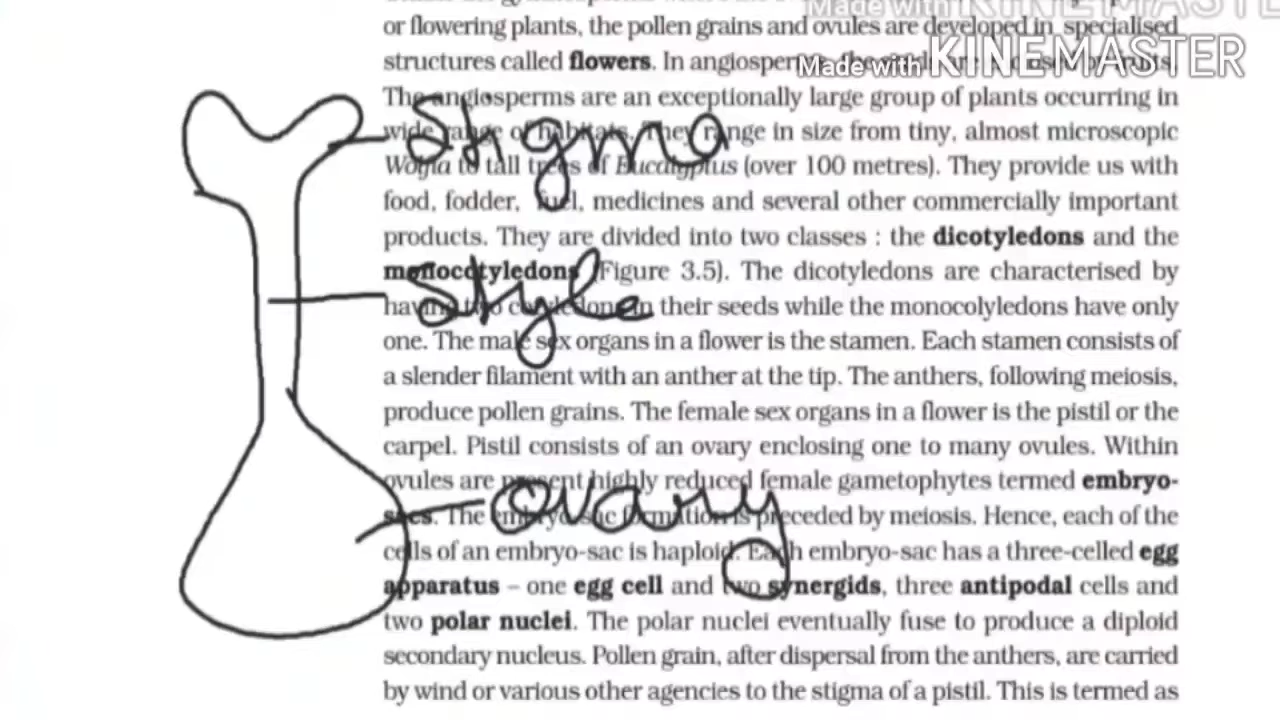 Made with KINEMASTER
or flowering plants, the pollen grains and ovules are developed in specialised
Made with KINEMASTER
structures called flowers. In angiosperms,
The angiosperms are an exceptionally large group of plants occurring in
Stigma
wide range of habitats. They range in size from tiny, almost microscopic
Wolfia to tall trees of Eucalyptus (over 100 metres). They provide us with
food, fodder, fuel, medicines and several other commercially important
products. They are divided into two classes : the dicotyledons and the
monocotyledons (Figure 3.5). The dicotyledons are characterised by
Style
having two cotyledons in their seeds while the monocolyledons have only
one. The male sex organs in a flower is the stamen. Each stamen consists of
a slender filament with an anther at the tip. The anthers, following meiosis,
produce pollen grains. The female sex organs in a flower is the pistil or the
carpel. Pistil consists of an ovary enclosing one to many ovules. Within
ovules are present highly reduced female gametophytes termed embryo-
ovary
sacs. The embryo-sac formation is preceded by meiosis. Hence, each of the
cells of an embryo-sac is haploid. Each embryo-sac has a three-celled egg
apparatus – one egg cell and two synergids, three antipodal cells and
two polar nuclei. The polar nuclei eventually fuse to produce a diploid
secondary nucleus. Pollen grain, after dispersal from the anthers, are carried
by wind or various other agencies to the stigma of a pistil. This is termed as